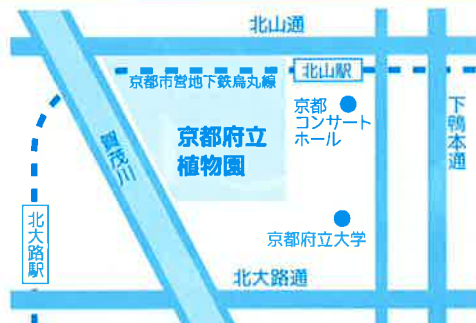 北山通
北山駅
京都市営地下鉄烏丸線
京都
コンサート
ホール
下鴨本通
賀茂川
京都府立
植物園
北大路駅
京都府立大学
北大路通